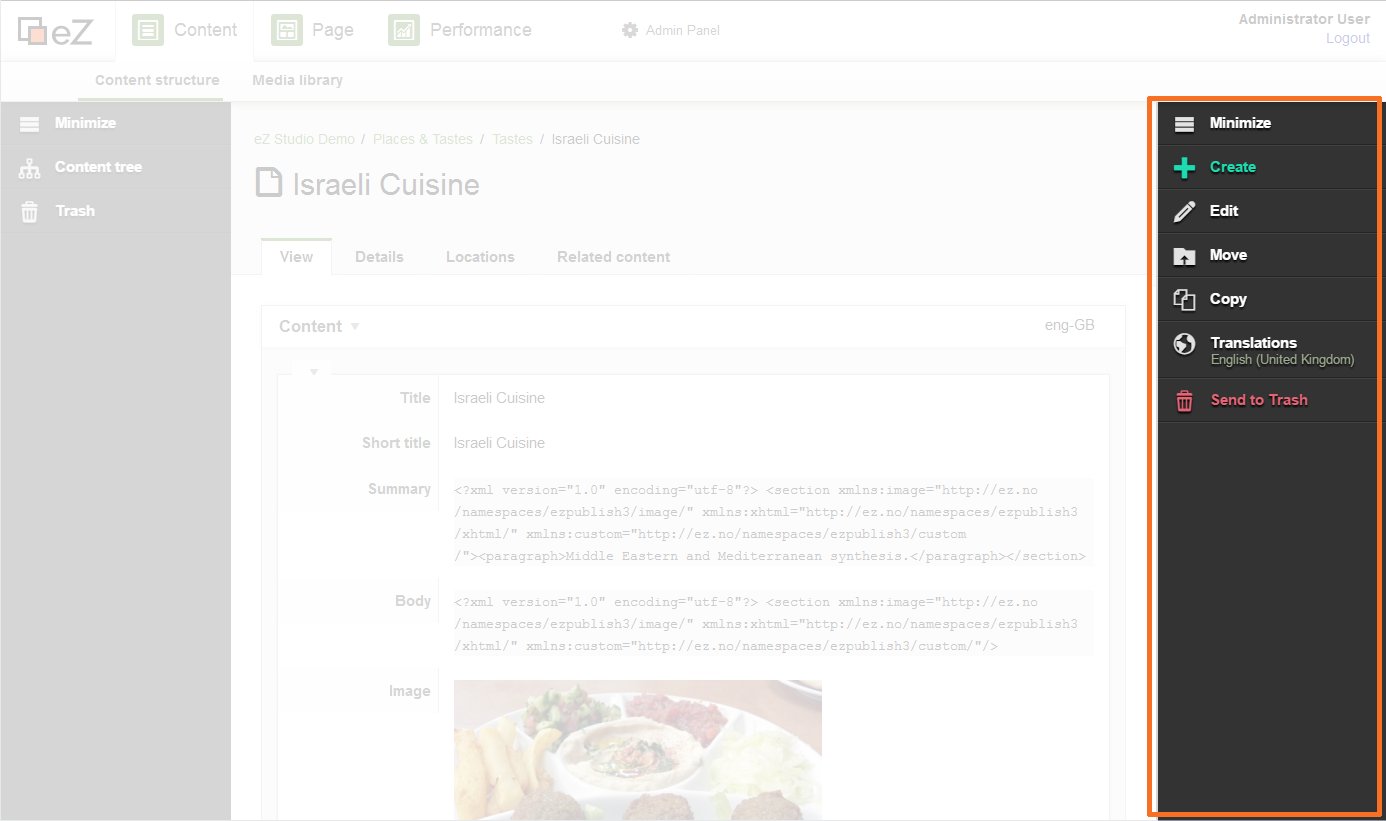 eZ Content Page Performance Admin Panel
Administrator User
Logout
Content structure Media library
Minimize
Content tree
Trash
eZ Studio Demo / Places & Tastes / Tastes / Israeli Cuisine
Israeli Cuisine
View Details Locations Related content
Content eng-GB
Title Israeli Cuisine
Short title Israeli Cuisine
Summary <?xml version="1.0" encoding="utf-8"?> <section xmlns:image="http://ez.no
/namespaces/ezpublish3/image/" xmlns:xhtml="http://ez.no/namespaces/ezpublish3
/xhtml/" xmlns:custom="http://ez.no/namespaces/ezpublish3/custom
/"><paragraph>Middle Eastern and Mediterranean synthesis.</paragraph></section>
Body <?xml version="1.0" encoding="utf-8"?> <section xmlns:image="http://ez.no
/namespaces/ezpublish3/image/" xmlns:xhtml="http://ez.no/namespaces/ezpublish3
/xhtml/" xmlns:custom="http://ez.no/namespaces/ezpublish3/custom/"/>
Image
Minimize
Create
Edit
Move
Copy
Translations
English (United Kingdom)
Send to Trash